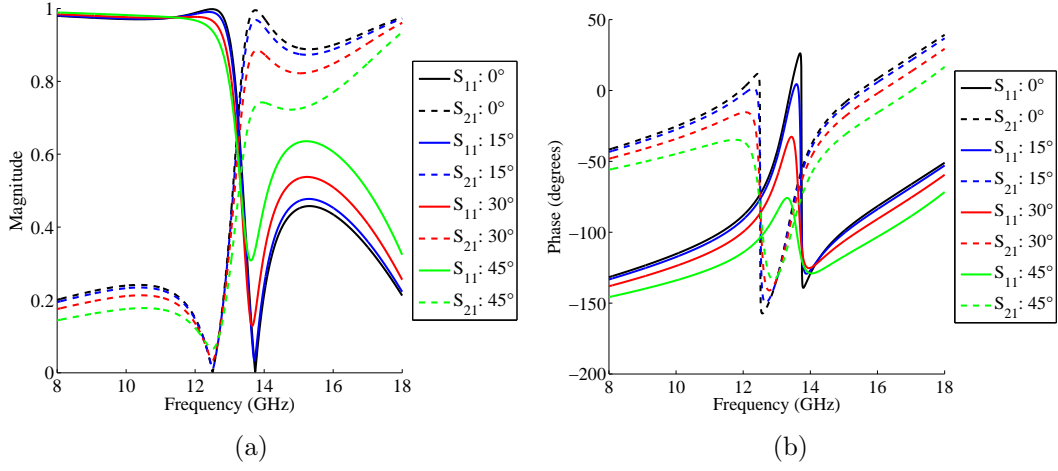 1
0.8
0.6
0.4
0.2
0
8 10 12 14 16 18
Magnitude
Frequency (GHz)
S11: 0°
S21: 0°
S11: 15°
S21: 15°
S11: 30°
S21: 30°
S11: 45°
S21: 45°
(a)
50
0
−50
−100
−150
−200
8 10 12 14 16 18
Phase (degrees)
Frequency (GHz)
S11: 0°
S21: 0°
S11: 15°
S21: 15°
S11: 30°
S21: 30°
S11: 45°
S21: 45°
(b)